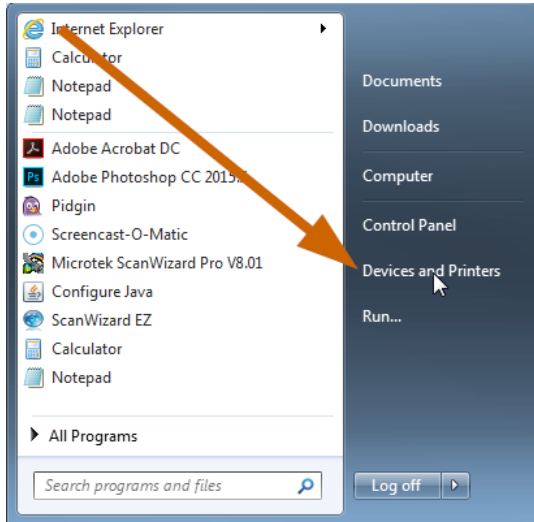 Internet Explorer
Calculator
Notepad
Notepad
Adobe Acrobat DC
Ps Adobe Photoshop CC 2015.
Pidgin
Screencast-O-Matic
Microtek ScanWizard Pro V8.01
Configure Java
ScanWizard EZ
Calculator
Notepad
All Programs
Search programs and files
Documents
Downloads
Computer
Control Panel
Devices and Printers
Run...
Log off